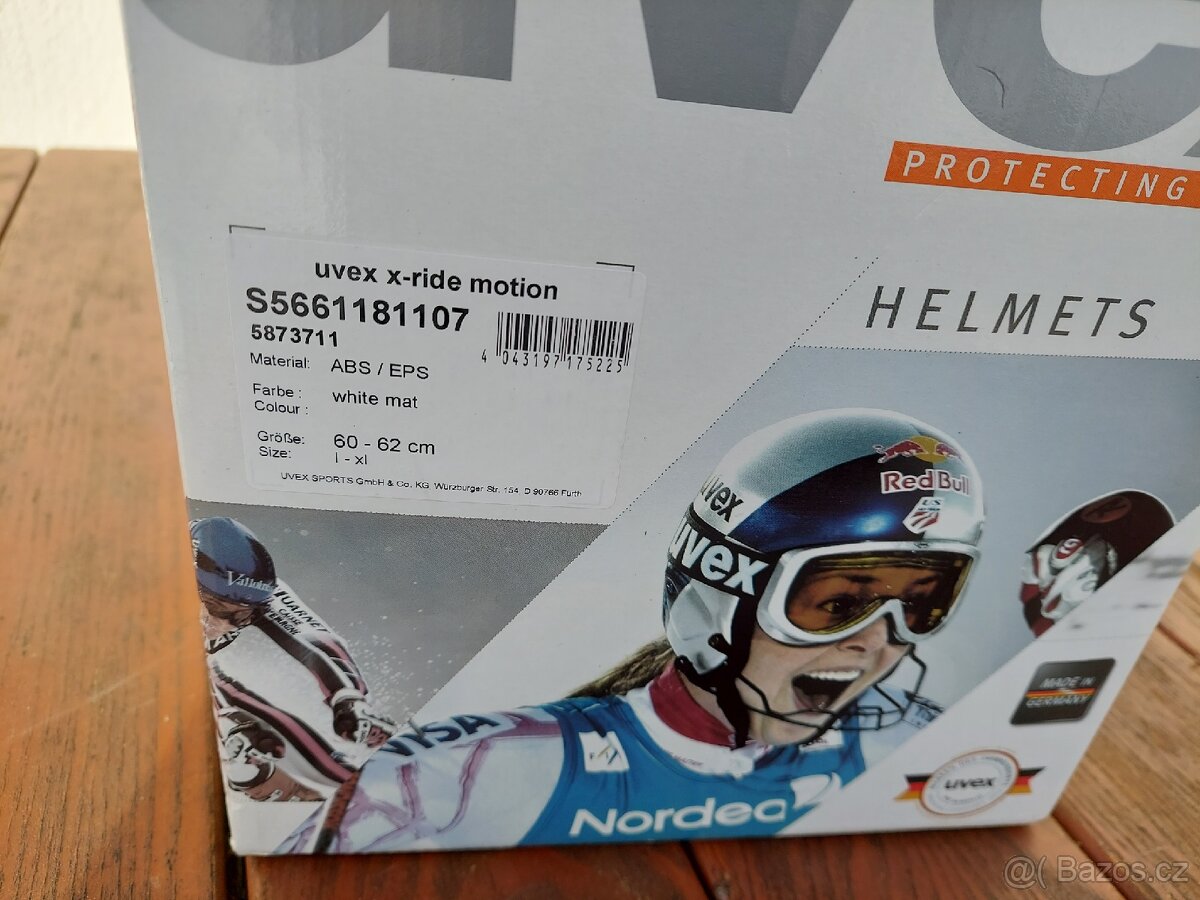 uvex
PROTECTING
HELMETS
uvex x-ride motion
S5661181107
5873711
4 043197 175225
Material: ABS / EPS
Farbe :
Colour :
white mat
Größe:
Size:
60 - 62 cm
l - xl
UVEX SPORTS GmbH & Co. KG, Würzburger Str. 154, D 90766 Fürth
Red Bull
uvex
uvex
VISA
Nordea
MADE IN
GERMANY
uvex
@( Bazos.cz